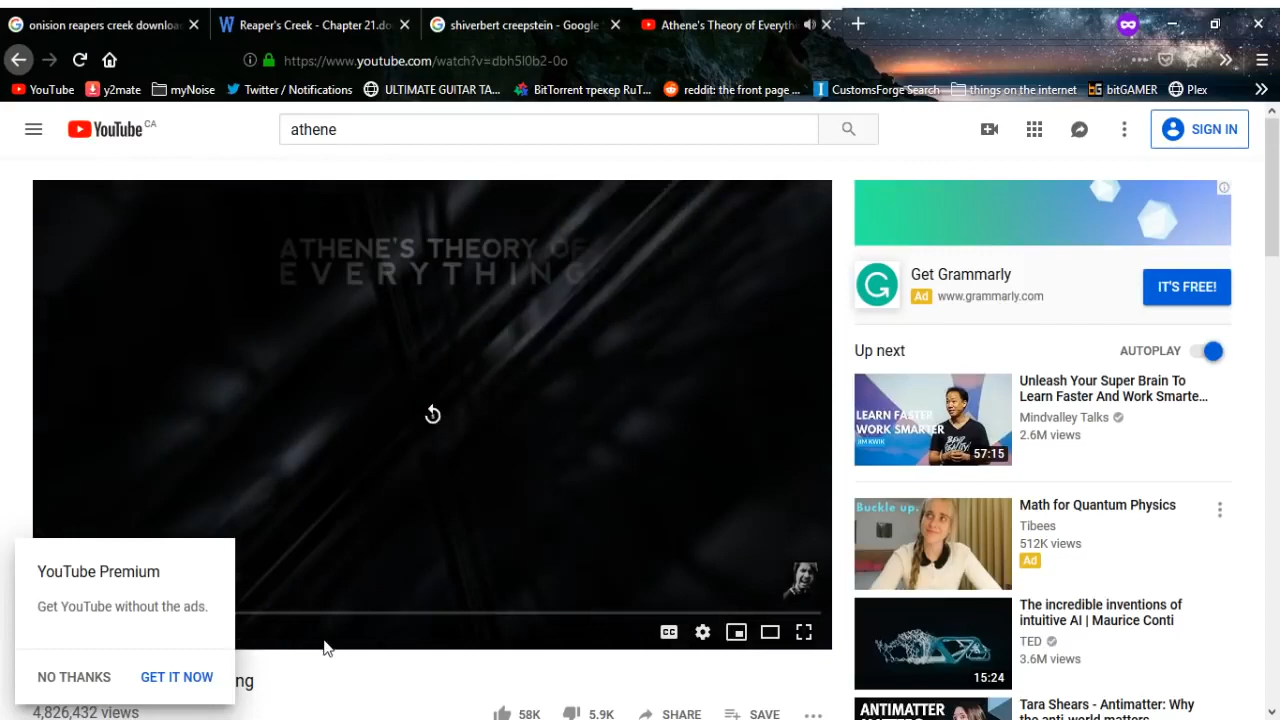 onision reapers creek downloa
Reaper's Creek - Chapter 21.do
shiverbert creepstein - Google
Athene's Theory of Everythi
https://www.youtube.com/watch?v=dbh5l0b2-0o
YouTube
y2mate
myNoise
Twitter / Notifications
ULTIMATE GUITAR TA...
BitTorrent трекер RuT...
reddit: the front page ...
CustomsForge Search
things on the internet
bitGAMER
Plex
YouTube CA
athene
SIGN IN
ATHENE'S THEORY OF
EVERYTHING
Get Grammarly
Ad www.grammarly.com
IT'S FREE!
Up next
AUTOPLAY
LEARN FASTER
WORK SMARTER
JIM KWIK
57:15
Unleash Your Super Brain To
Learn Faster And Work Smarte...
Mindvalley Talks
2.6M views
Buckle up.
Math for Quantum Physics
Tibees
512K views
Ad
15:24
The incredible inventions of
intuitive AI | Maurice Conti
TED
3.6M views
ANTIMATTER
Tara Shears - Antimatter: Why
the anti-world matters
YouTube Premium
Get YouTube without the ads.
NO THANKS
GET IT NOW
CC
ng
4,826,432 views
58K
5.9K
SHARE
SAVE